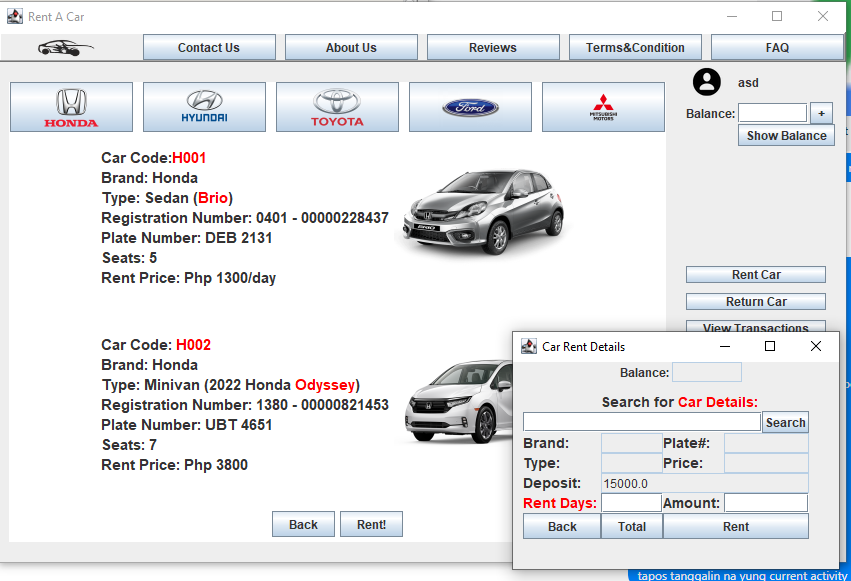 Rent A Car
Contact Us
About Us
Reviews
Terms&Condition
FAQ
HONDA
HYUNDAI
TOYOTA
Ford
MITSUBISHI
MOTORS
asd
Balance:
+
Show Balance
Car Code:H001
Brand: Honda
Type: Sedan (Brio)
Registration Number: 0401 - 00000228437
Plate Number: DEB 2131
Seats: 5
Rent Price: Php 1300/day
Rent Car
Return Car
View Transactions
Car Code: H002
Brand: Honda
Type: Minivan (2022 Honda Odyssey)
Registration Number: 1380 - 00000821453
Plate Number: UBT 4651
Seats: 7
Rent Price: Php 3800
Back
Rent!
Car Rent Details
Balance:
Search for Car Details:
Search
Brand:
Plate#:
Type:
Price:
Deposit:
15000.0
Rent Days:
Amount:
Back
Total
Rent
tapos tanggalin na yung current activity